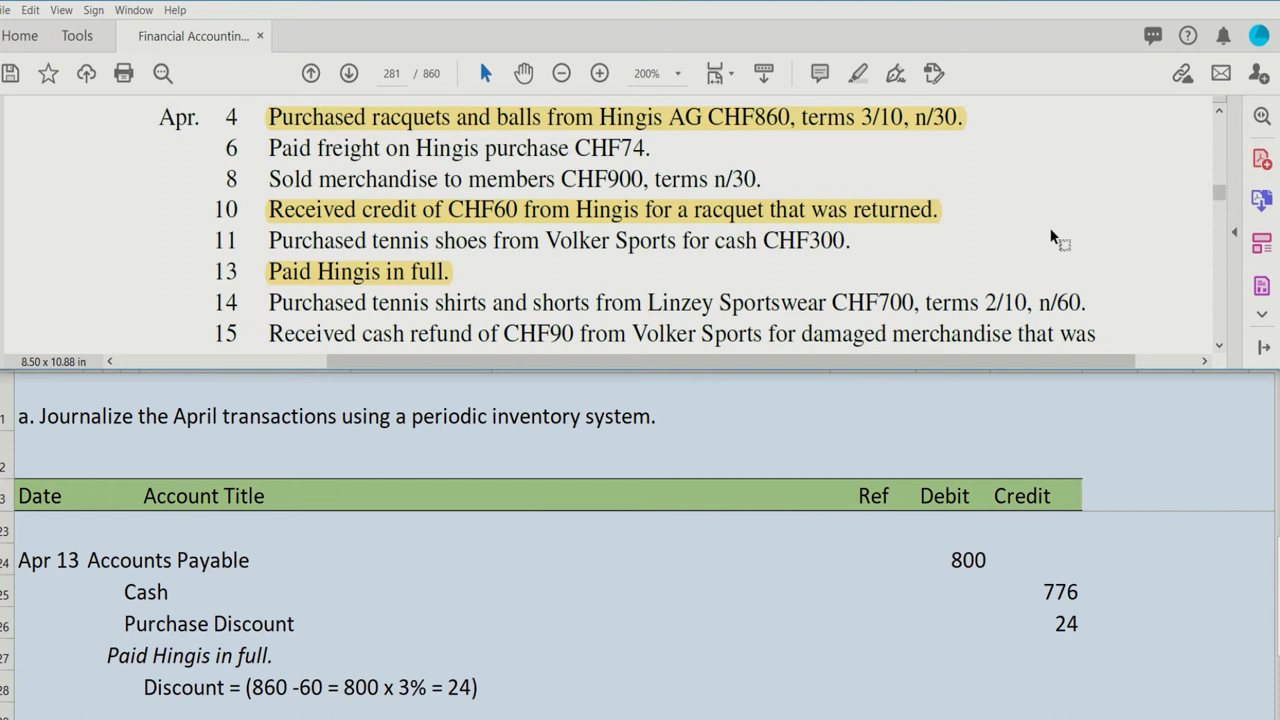 ile Edit View Sign Window Help
Home Tools Financial Accountin... ×
281 / 860 200%
Apr. 4 Purchased racquets and balls from Hingis AG CHF860, terms 3/10, n/30.
6 Paid freight on Hingis purchase CHF74.
8 Sold merchandise to members CHF900, terms n/30.
10 Received credit of CHF60 from Hingis for a racquet that was returned.
11 Purchased tennis shoes from Volker Sports for cash CHF300.
13 Paid Hingis in full.
14 Purchased tennis shirts and shorts from Linzey Sportswear CHF700, terms 2/10, n/60.
15 Received cash refund of CHF90 from Volker Sports for damaged merchandise that was
8.50 x 10.88 in
1 a. Journalize the April transactions using a periodic inventory system.
2
3 Date Account Title Ref Debit Credit
23
24 Apr 13 Accounts Payable 800
25 Cash 776
26 Purchase Discount 24
27 Paid Hingis in full.
28 Discount = (860 -60 = 800 x 3% = 24)